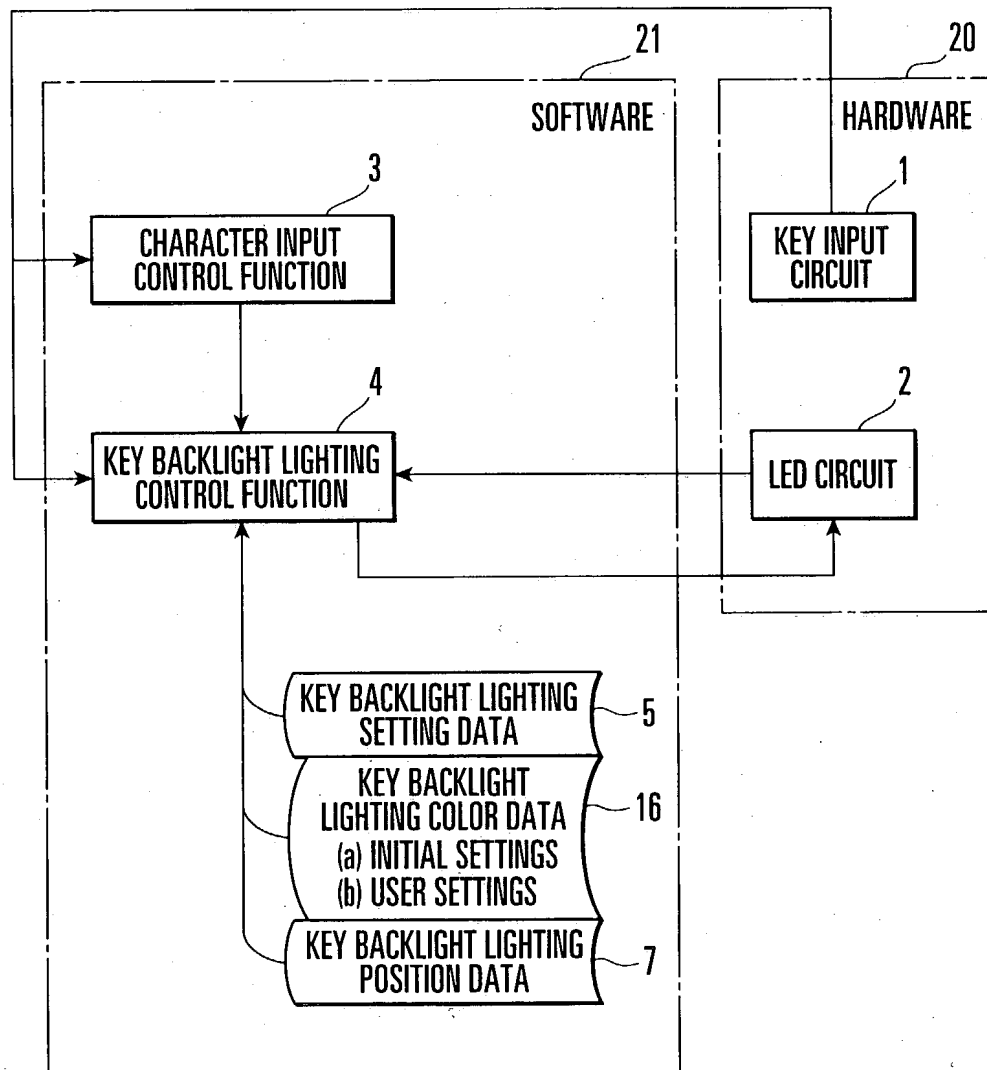 21
20
SOFTWARE
HARDWARE
3
1
CHARACTER INPUT
CONTROL FUNCTION
KEY INPUT
CIRCUIT
4
2
KEY BACKLIGHT LIGHTING
CONTROL FUNCTION
LED CIRCUIT
KEY BACKLIGHT LIGHTING
SETTING DATA
5
KEY BACKLIGHT
LIGHTING COLOR DATA
(a) INITIAL SETTINGS
(b) USER SETTINGS
16
KEY BACKLIGHT LIGHTING
POSITION DATA
7